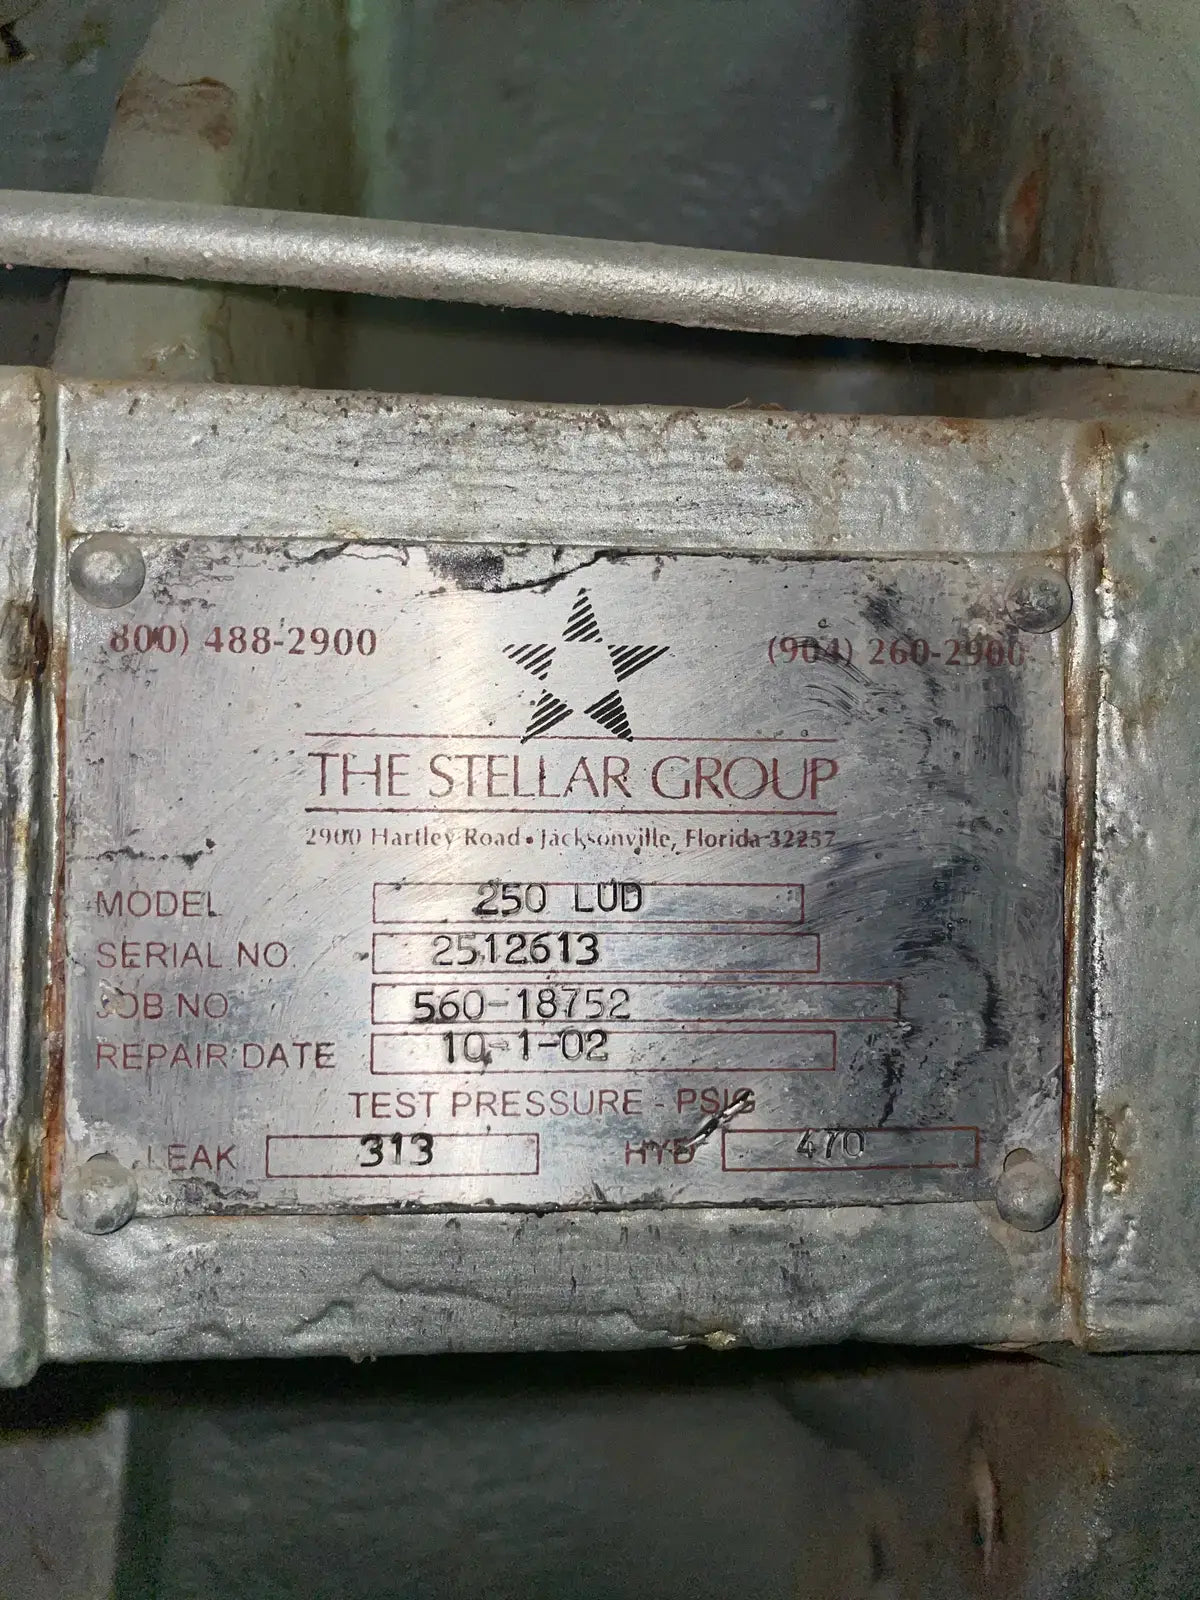 800) 488-2900 (904) 260-2900
THE STELLAR GROUP
2900 Hartley Road • Jacksonville, Florida 32257
MODEL 250 LUD
SERIAL NO. 2512613
JOB NO. 560-18752
REPAIR DATE 10-1-02
TEST PRESSURE - PSIG
LEAK 313 HYD 470